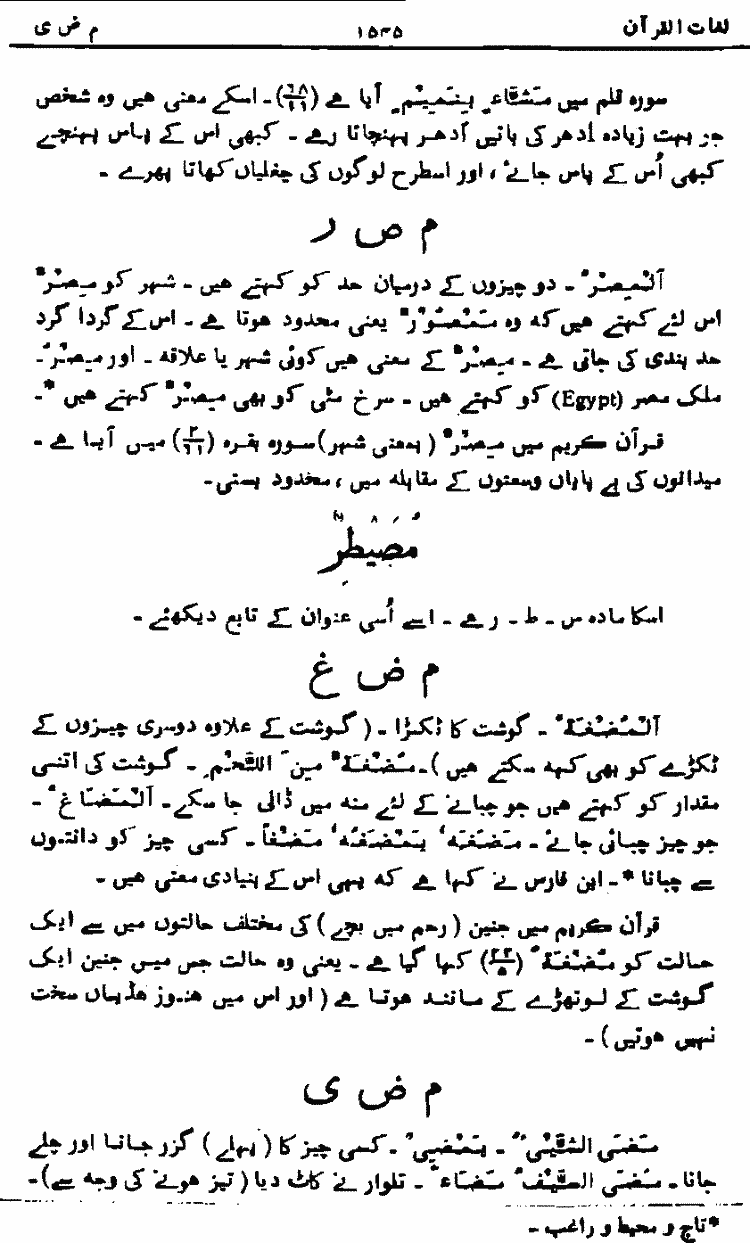 لغات القرآن ۱۵۴۵ م ض ی
سورہ قلم میں مَشَّاءٍ بِنَمِیْمٍ آیا ہے (۶۸/۱۱)۔ اسکے معنی ہیں وہ شخص
جو بہت زیادہ اِدھر کی باتیں اُدھر پہنچاتا رہے ۔ کبھی اس کے پاس پہنچے
کبھی اُس کے پاس جائے ، اور اسطرح لوگوں کی چغلیاں کھاتا پھرے ۔
م ص ر
اَلْمِصْرُ ۔ دو چیزوں کے درمیان حد کو کہتے ہیں ۔ شہر کو مِصْرٌ
اس لئے کہتے ہیں کہ وہ مَمْصُوْرٌ یعنی محدود ہوتا ہے ۔ اس کے گردا گرد
حد بندی کی جاتی ہے ۔ مِصْرٌ کے معنی ہیں کوئی شہر یا علاقہ ۔ اور مِصْرُ۔
ملک مصر (Egypt) کو کہتے ہیں ۔ سرخ مٹی کو بھی مِصْرٌ کہتے ہیں *۔
قرآن کریم میں مِصْرٌ (بمعنی شہر) سورہ بقرہ (۲/۶۱) میں آیا ہے ۔
میدانوں کی بے پایاں وسعتوں کے مقابلہ میں ، محدود بستی۔
مُصَیْطِرٌ
اسکا مادہ س ۔ ط ۔ ر ہے ۔ اسے اُسی عنوان کے تابع دیکھئے ۔
م ض غ
اَلْمُضْغَۃُ ۔ گوشت کا ٹکڑا ۔ (گوشت کے علاوہ دوسری چیزوں کے
ٹکڑے کو بھی کہہ سکتے ہیں )۔ مُضْغَۃٌ مِنَ اللَّحْمِ ۔ گوشت کی اتنی
مقدار کو کہتے ہیں جو چبانے کے لئے منہ میں ڈالی جا سکے۔ اَلْمَضَاغُ ۔
جو چیز چبائی جائے ۔ مَضَغَہٗ یَمْضَغُہٗ مَضْغاً ۔ کسی چیز کو دانتوں
سے چبانا *۔ ابن فارس نے کہا ہے کہ یہی اس کے بنیادی معنی ہیں ۔
قرآن کریم میں جنین (رحم میں بچے ) کی مختلف حالتوں میں سے ایک
حالت کو مُضْغَۃٌ (۲۲/۵) کہا گیا ہے ۔ یعنی وہ حالت جس میں جنین ایک
گوشت کے لوتھڑے کے مانند ہوتا ہے ( اور اس میں ہنوز ہڈیاں سخت
نہیں ہوتیں ) ۔
م ض ی
مَضَی الشَّیْئُ ۔ یَمْضِیْ ۔ کسی چیز کا (پہلے ) گزر جانا اور چلے
جانا ۔ مَضَی السَّیْفُ مَضَاءً ۔ تلوار نے کاٹ دیا ( تیز ہونے کی وجہ سے )۔
*تاج و محیط و راغب ۔